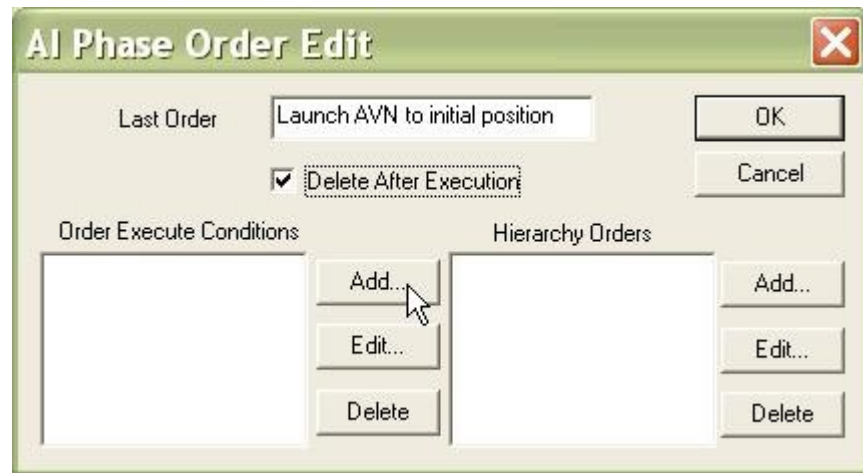 AI Phase Order Edit
Last Order
Launch AVN to initial position
OK
Delete After Execution
Cancel
Order Execute Conditions
Hierarchy Orders
Add...
Add...
Edit...
Edit...
Delete
Delete